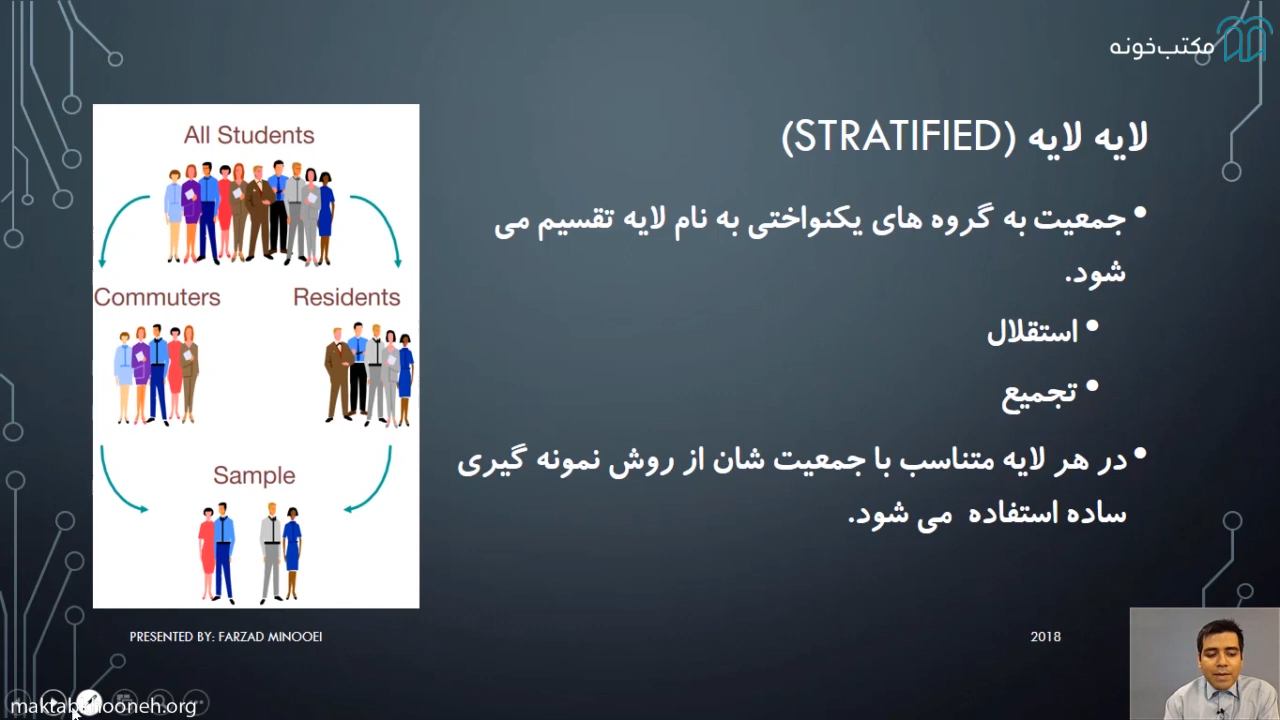 مکتب‌خونه
لایه لایه (STRATIFIED)
•جمعیت به گروه های یکنواختی به نام لایه تقسیم می
شود.
• استقلال
• تجمیع
•در هر لایه متناسب با جمعیت شان از روش نمونه گیری
ساده استفاده می شود.
All Students
Commuters Residents
Sample
PRESENTED BY: FARZAD MINOOEI
2018
maktabkhooneh.org